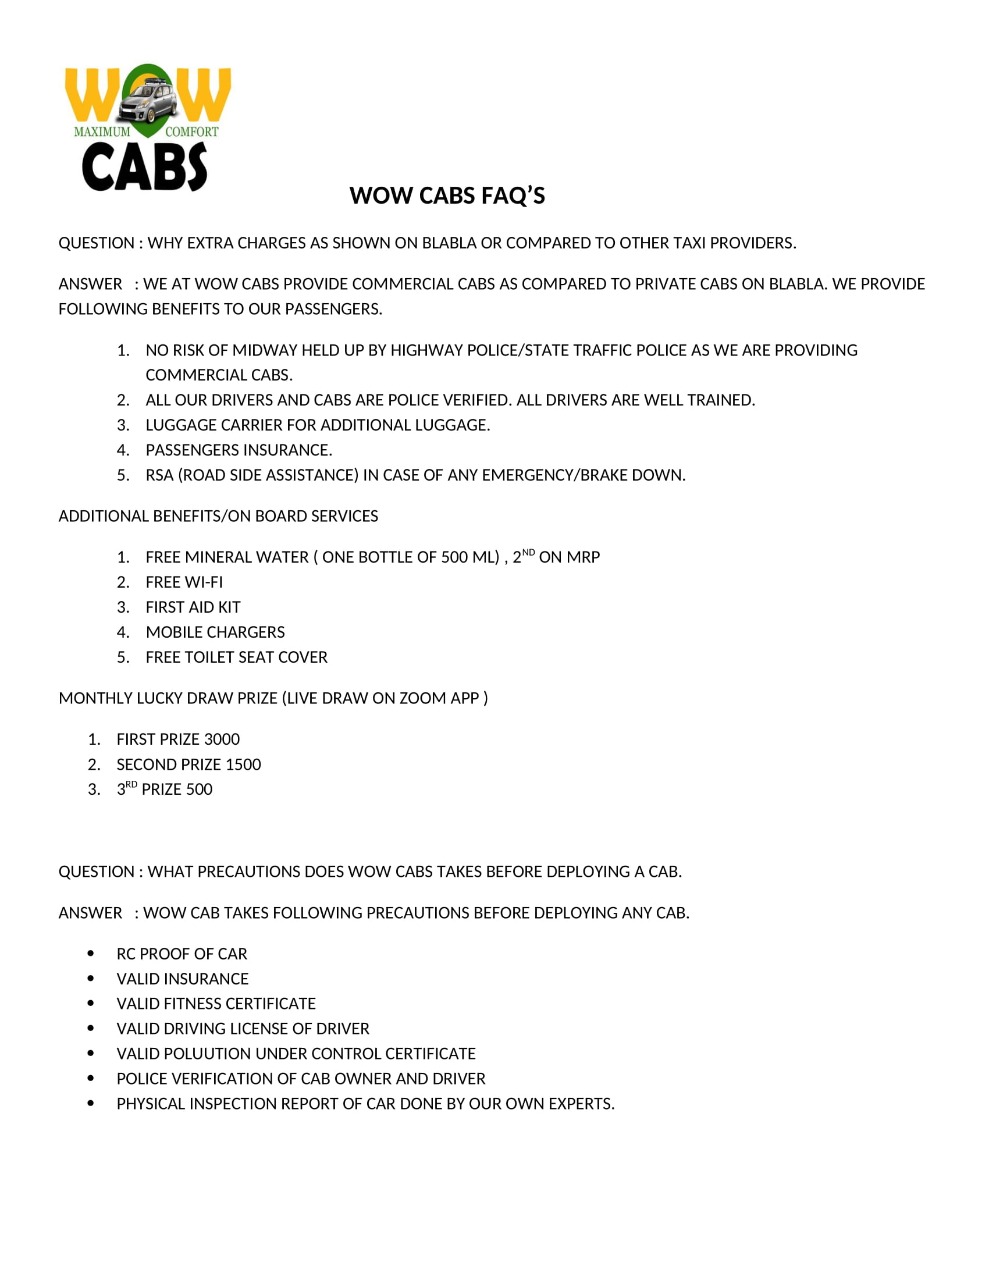 WOW
MAXIMUM COMFORT
CABS
WOW CABS FAQ’S
QUESTION : WHY EXTRA CHARGES AS SHOWN ON BLABLA OR COMPARED TO OTHER TAXI PROVIDERS.
ANSWER : WE AT WOW CABS PROVIDE COMMERCIAL CABS AS COMPARED TO PRIVATE CABS ON BLABLA. WE PROVIDE
FOLLOWING BENEFITS TO OUR PASSENGERS.
1. NO RISK OF MIDWAY HELD UP BY HIGHWAY POLICE/STATE TRAFFIC POLICE AS WE ARE PROVIDING
COMMERCIAL CABS.
2. ALL OUR DRIVERS AND CABS ARE POLICE VERIFIED. ALL DRIVERS ARE WELL TRAINED.
3. LUGGAGE CARRIER FOR ADDITIONAL LUGGAGE.
4. PASSENGERS INSURANCE.
5. RSA (ROAD SIDE ASSISTANCE) IN CASE OF ANY EMERGENCY/BRAKE DOWN.
ADDITIONAL BENEFITS/ON BOARD SERVICES
1. FREE MINERAL WATER ( ONE BOTTLE OF 500 ML) , 2ND ON MRP
2. FREE WI-FI
3. FIRST AID KIT
4. MOBILE CHARGERS
5. FREE TOILET SEAT COVER
MONTHLY LUCKY DRAW PRIZE (LIVE DRAW ON ZOOM APP )
1. FIRST PRIZE 3000
2. SECOND PRIZE 1500
3. 3RD PRIZE 500
QUESTION : WHAT PRECAUTIONS DOES WOW CABS TAKES BEFORE DEPLOYING A CAB.
ANSWER : WOW CAB TAKES FOLLOWING PRECAUTIONS BEFORE DEPLOYING ANY CAB.
• RC PROOF OF CAR
• VALID INSURANCE
• VALID FITNESS CERTIFICATE
• VALID DRIVING LICENSE OF DRIVER
• VALID POLUUTION UNDER CONTROL CERTIFICATE
• POLICE VERIFICATION OF CAB OWNER AND DRIVER
• PHYSICAL INSPECTION REPORT OF CAR DONE BY OUR OWN EXPERTS.